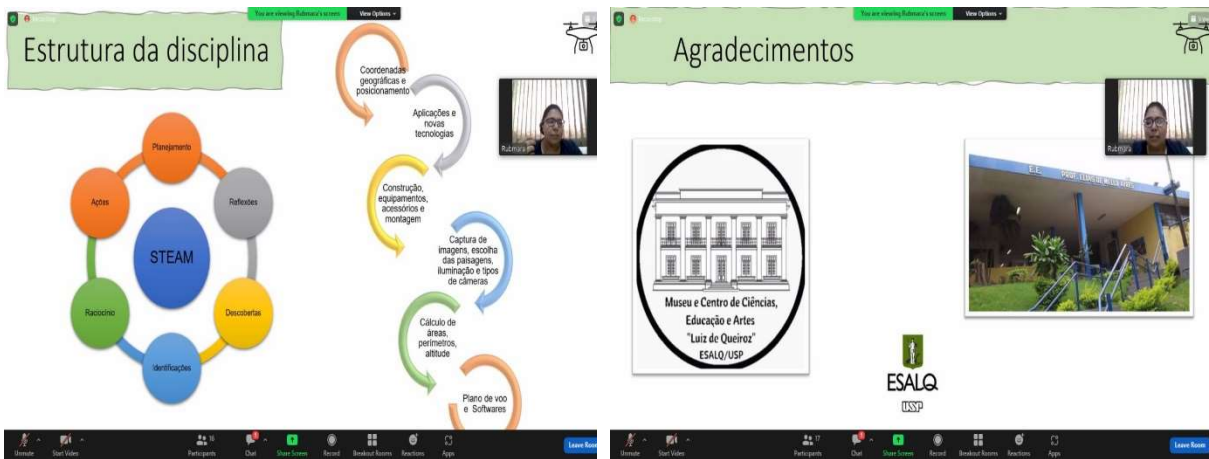 Recording
You are viewing Rubmara's screen
View Options
Estrutura da disciplina
Planejamento
Reflexões
Descobertas
Identificações
Raciocínio
Ações
STEAM
Coordenadas
geográficas e
posicionamento
Aplicações e
novas
tecnologias
Construção,
equipamentos,
acessórios e
montagem
Captura de
imagens, escolha
das paisagens,
iluminação e tipos
de câmeras
Cálculo de
áreas,
perímetros,
altitude
Plano de voo
e Softwares
Rubmara
Unmute
Start Video
16
Participants
Chat
Share Screen
Record
Breakout Rooms
Reactions
Apps
Leave Room
You are viewing Rubmara's screen
View Options
Agradecimentos
Rubmara
Museu e Centro de Ciências,
Educação e Artes
"Luiz de Queiroz"
ESALQ/USP
ESALQ
USP
E.E. PROF.
Unmute
Start Video
17
Participants
Chat
Share Screen
Record
Breakout Rooms
Reactions
Apps
Leave Room